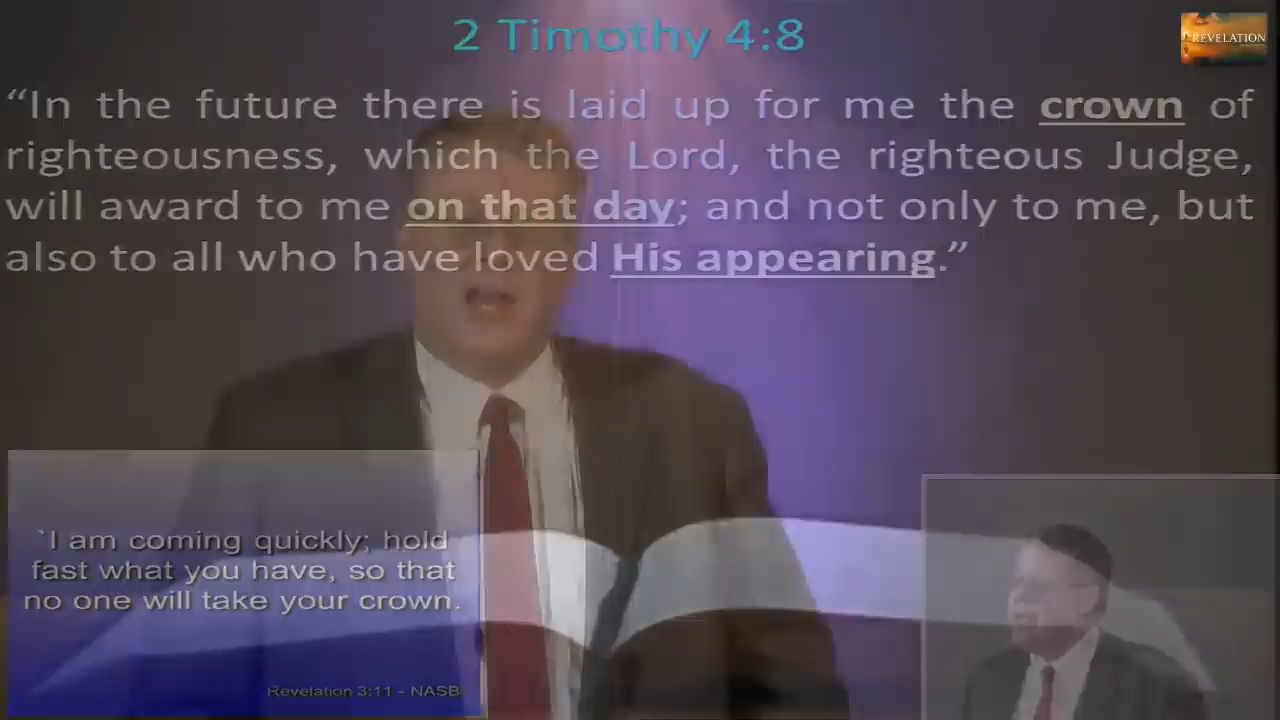 2 Timothy 4:8
REVELATION
“In the future there is laid up for me the crown of
righteousness, which the Lord, the righteous Judge,
will award to me on that day; and not only to me, but
also to all who have loved His appearing.”
`I am coming quickly; hold
fast what you have, so that
no one will take your crown.
Revelation 3:11 - NASB